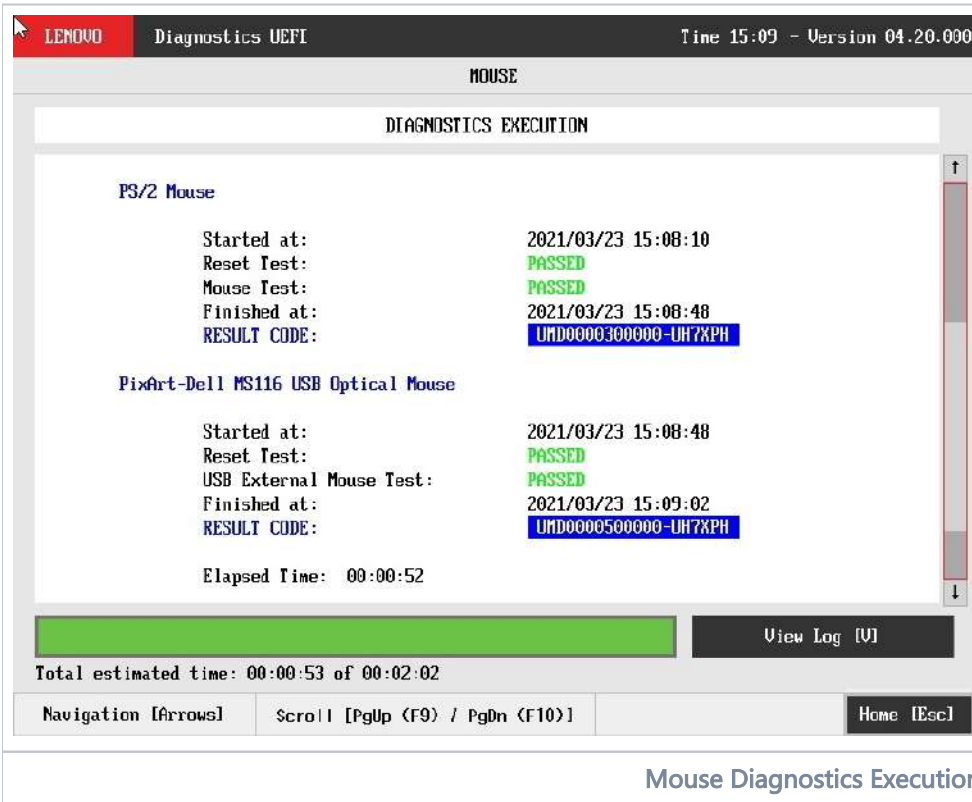 LENOVO Diagnostics UEFI Time 15:09 - Version 04.20.000
MOUSE
DIAGNOSTICS EXECUTION
PS/2 Mouse
Started at: 2021/03/23 15:08:10
Reset Test: PASSED
Mouse Test: PASSED
Finished at: 2021/03/23 15:08:48
RESULT CODE: UMD0000300000-UH7XPH
PixArt-Dell MS116 USB Optical Mouse
Started at: 2021/03/23 15:08:48
Reset Test: PASSED
USB External Mouse Test: PASSED
Finished at: 2021/03/23 15:09:02
RESULT CODE: UMD0000500000-UH7XPH
Elapsed Time: 00:00:52
View Log [V]
Total estimated time: 00:00:53 of 00:02:02
Navigation [Arrows] Scroll [PgUp (F9) / PgDn (F10)] Home [Esc]
Mouse Diagnostics Execution